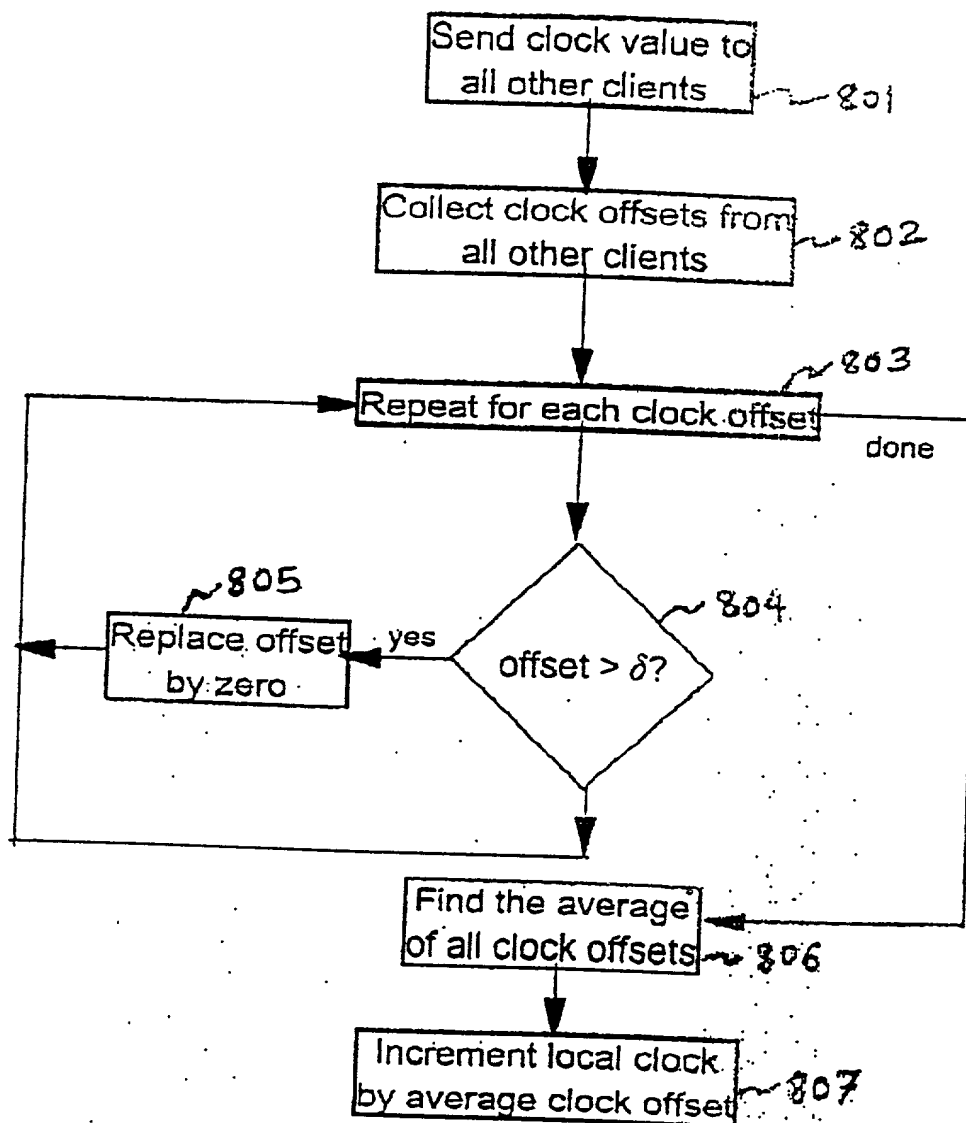 Send clock value to
all other clients
801
Collect clock offsets from
all other clients
802
803
Repeat for each clock offset
done
804
offset > δ?
yes
805
Replace offset
by zero
Find the average
of all clock offsets
806
Increment local clock
by average clock offset
807